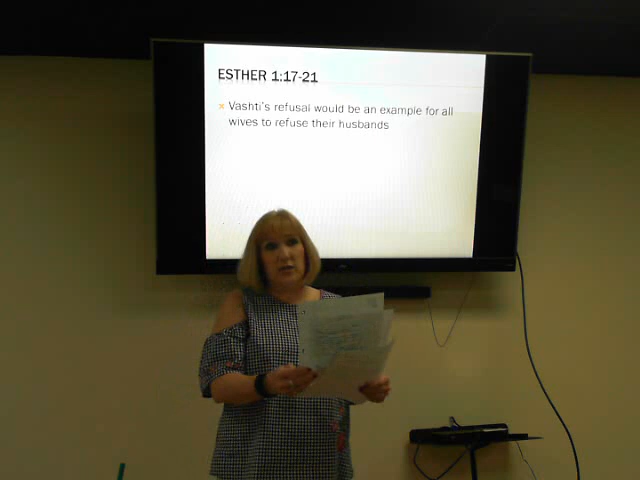 ESTHER 1:17-21
Vashti's refusal would be an example for all
wives to refuse their husbands